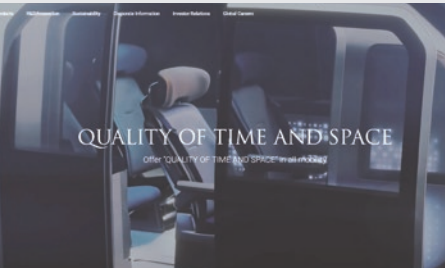 R&D/Innovation Sustainability Corporate Information Investor Relations Global Careers
QUALITY OF TIME AND SPACE
Offer "QUALITY OF TIME AND SPACE" in all mobility